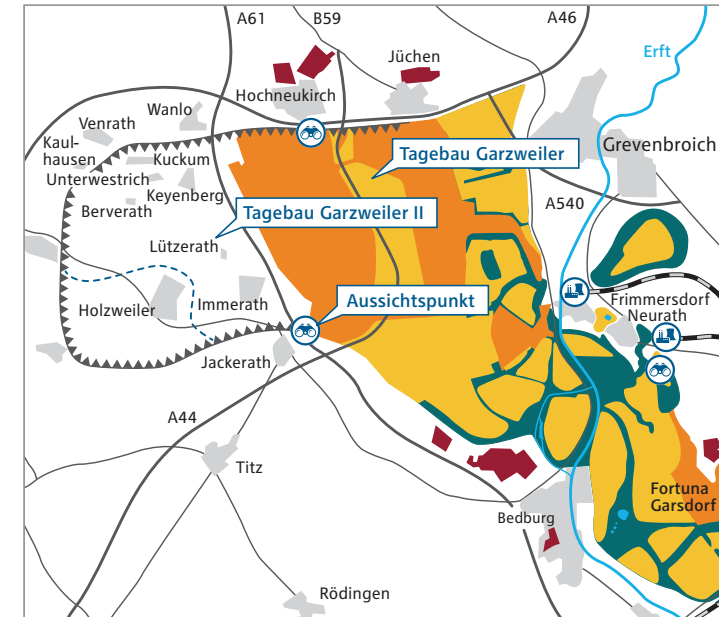 A61
B59
A46
Jüchen
Erft
Hochneukirch
Wanlo
Venrath
Kaul-
hausen
Kuckum
Unterwestrich
Keyenberg
Berverath
Tagebau Garzweiler
Grevenbroich
A540
Tagebau Garzweiler II
Lützerath
Holzweiler
Immerath
Aussichtspunkt
Frimmersdorf
Neurath
Jackerath
A44
Titz
Fortuna
Garsdorf
Bedburg
Rödingen